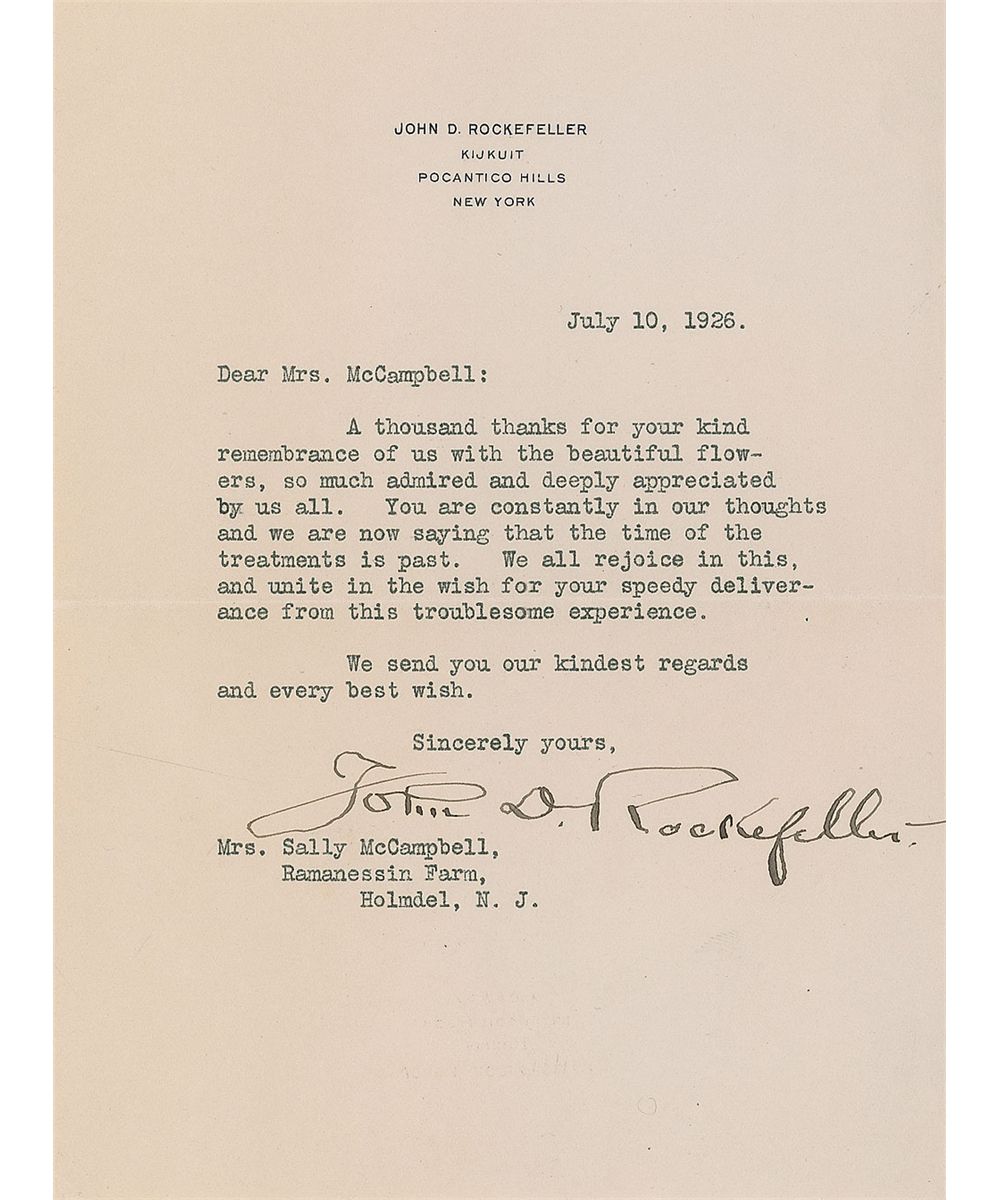 JOHN D. ROCKEFELLER
KIJKUIT
POCANTICO HILLS
NEW YORK
July 10, 1926.
Dear Mrs. McCampbell:
A thousand thanks for your kind
remembrance of us with the beautiful flow-
ers, so much admired and deeply appreciated
by us all. You are constantly in our thoughts
and we are now saying that the time of the
treatments is past. We all rejoice in this,
and unite in the wish for your speedy deliver-
ance from this troublesome experience.
We send you our kindest regards
and every best wish.
Sincerely yours,
John D. Rockefeller.
Mrs. Sally McCampbell,
Ramanessin Farm,
Holmdel, N. J.